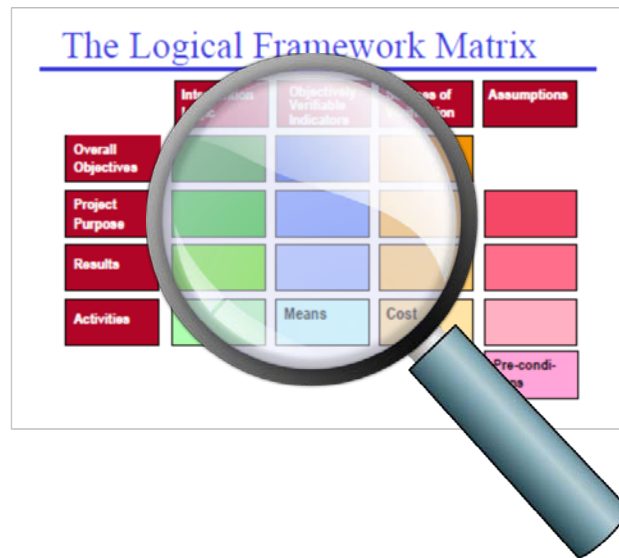 The Logical Framework Matrix
Objectively
Verifiable
Indicators
Assumptions
Overall
Objectives
Project
Purpose
Results
Activities
Means
Cost